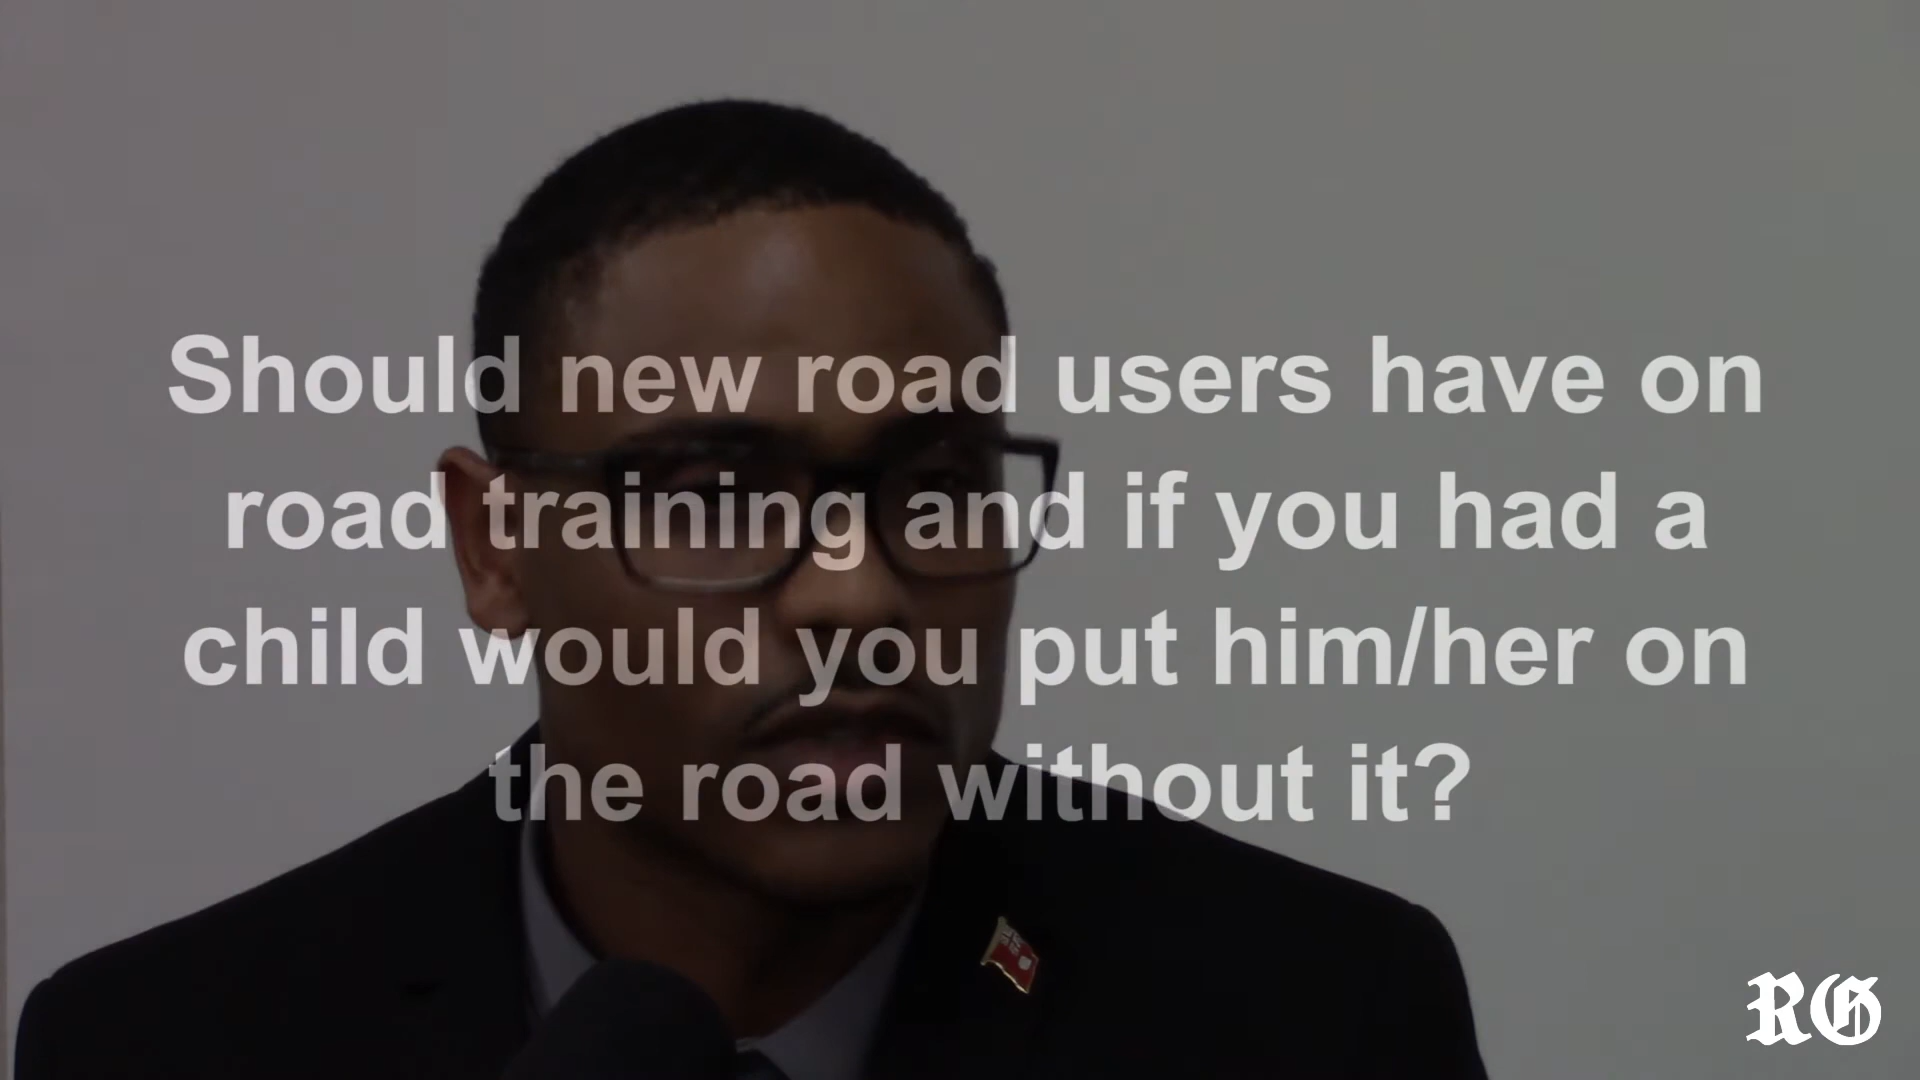 Should new road users have on
road training and if you had a
child would you put him/her on
the road without it?
RG